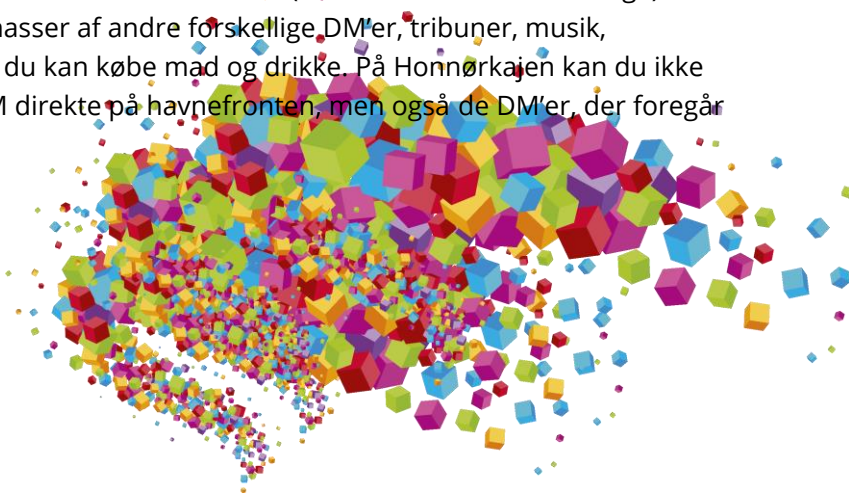 masser af andre forskellige DM'er, tribuner, musik,
du kan købe mad og drikke. På Honnørkajen kan du ikke
M direkte på havnefronten, men også de DM'er, der foregår